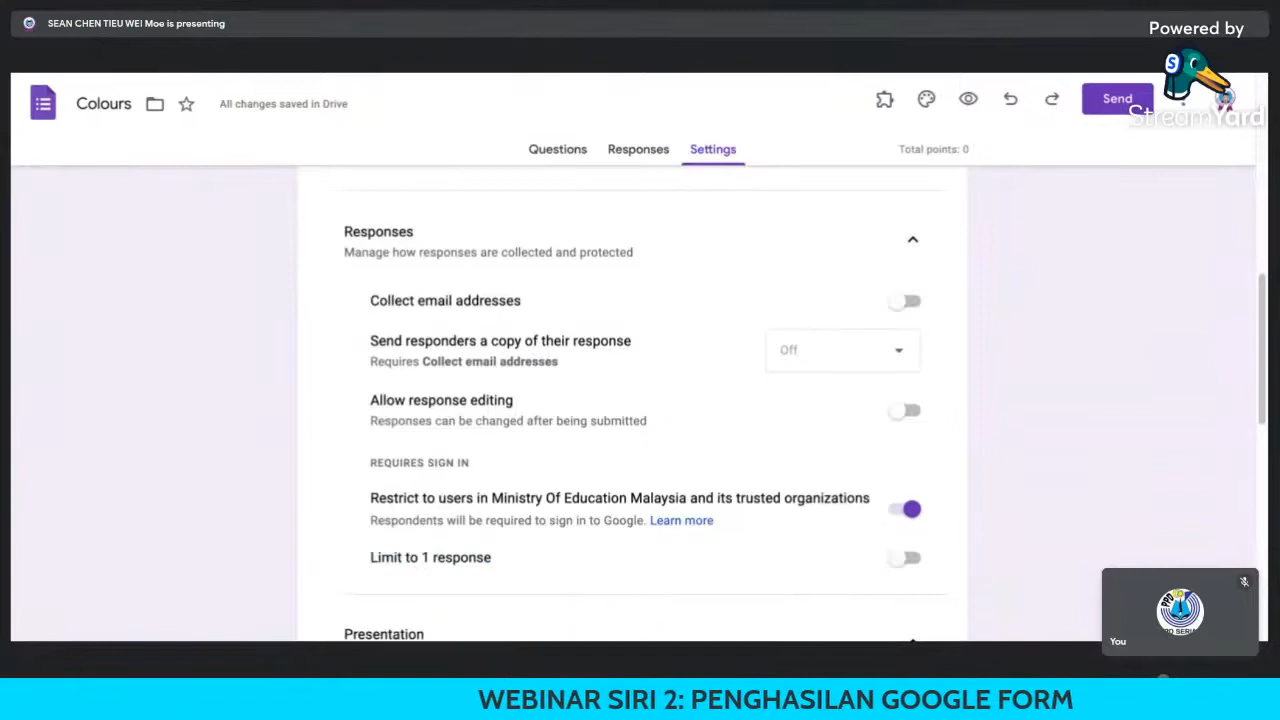 SEAN CHEN TIEU WEI Moe is presenting
Powered by
StreamYard
Colours
All changes saved in Drive
Send
Questions
Responses
Settings
Total points: 0
Responses
Manage how responses are collected and protected
Collect email addresses
Send responders a copy of their response
Requires Collect email addresses
Off
Allow response editing
Responses can be changed after being submitted
REQUIRES SIGN IN
Restrict to users in Ministry Of Education Malaysia and its trusted organizations
Respondents will be required to sign in to Google. Learn more
Limit to 1 response
Presentation
PPD
You
WEBINAR SIRI 2: PENGHASILAN GOOGLE FORM